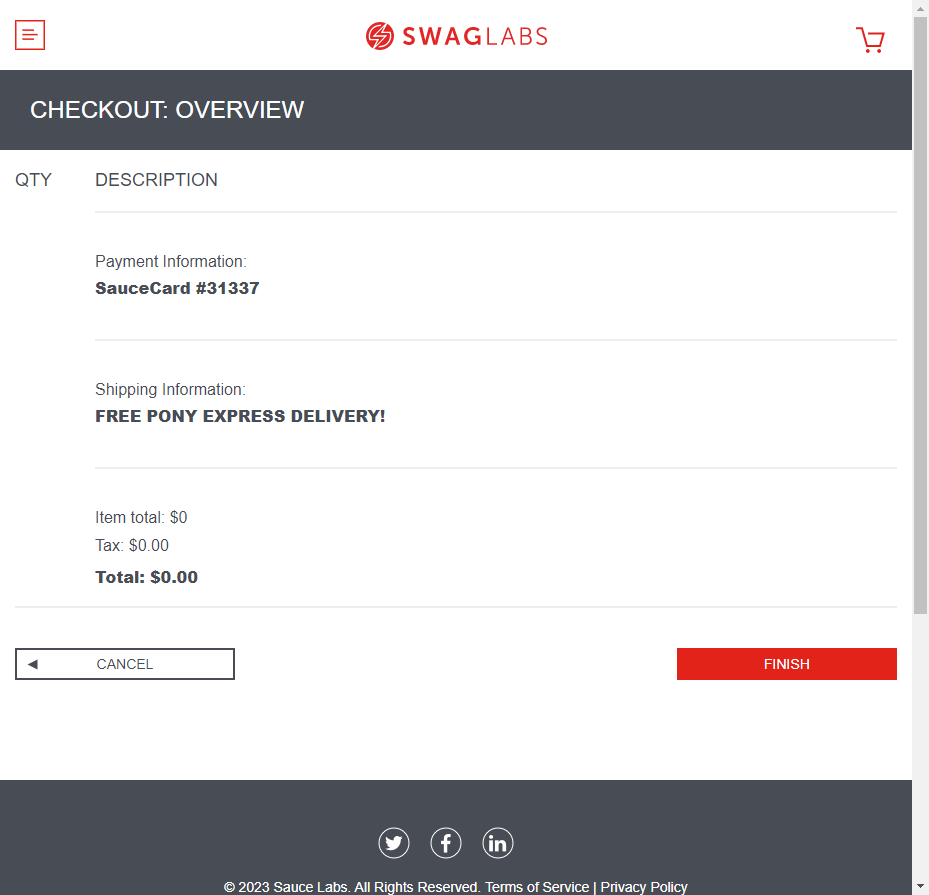 SWAGLABS
CHECKOUT: OVERVIEW
QTY DESCRIPTION
Payment Information:
SauceCard #31337
Shipping Information:
FREE PONY EXPRESS DELIVERY!
Item total: $0
Tax: $0.00
Total: $0.00
CANCEL FINISH
© 2023 Sauce Labs. All Rights Reserved. Terms of Service | Privacy Policy